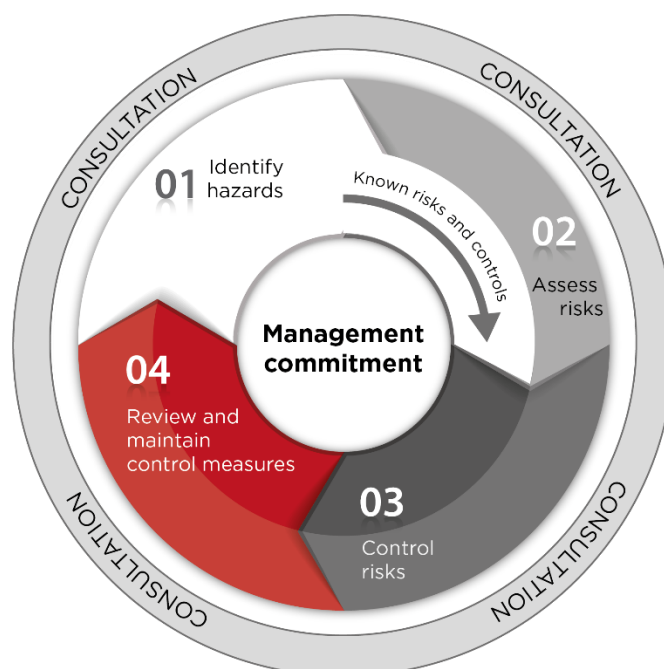 CONSULTATION
CONSULTATION
01
Identify
hazards
Known risks and controls
02
Assess
risks
Management
commitment
04
Review and
maintain
control measures
03
Control
risks
CONSULTATION
CONSULTATION